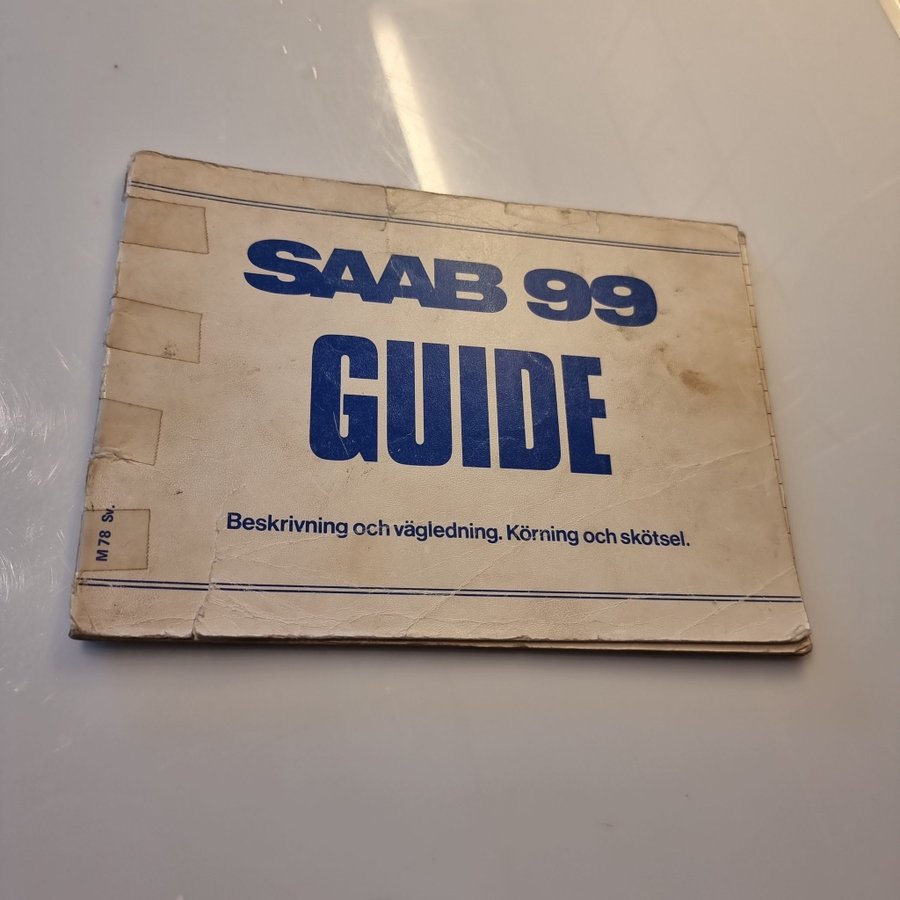 SAAB 99
GUIDE
Beskrivning och vägledning. Körning och skötsel.
M 78 Sv.